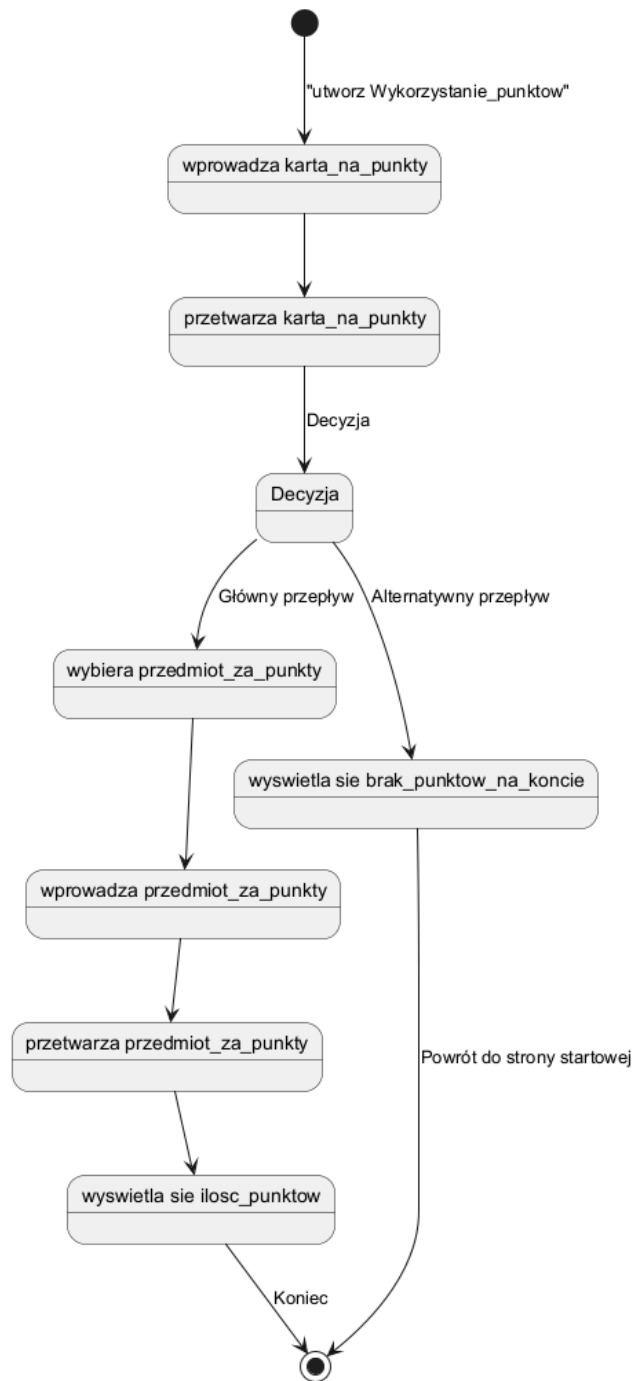 "utworz Wykorzystanie_punktow"
wprowadza karta_na_punkty
przetwarza karta_na_punkty
Decyzja
Decyzja
Główny przepływ
Alternatywny przepływ
wybiera przedmiot_za_punkty
wyswietla sie brak_punktow_na_koncie
wprowadza przedmiot_za_punkty
przetwarza przedmiot_za_punkty
Powrót do strony startowej
wyswietla sie ilosc_punktow
Koniec